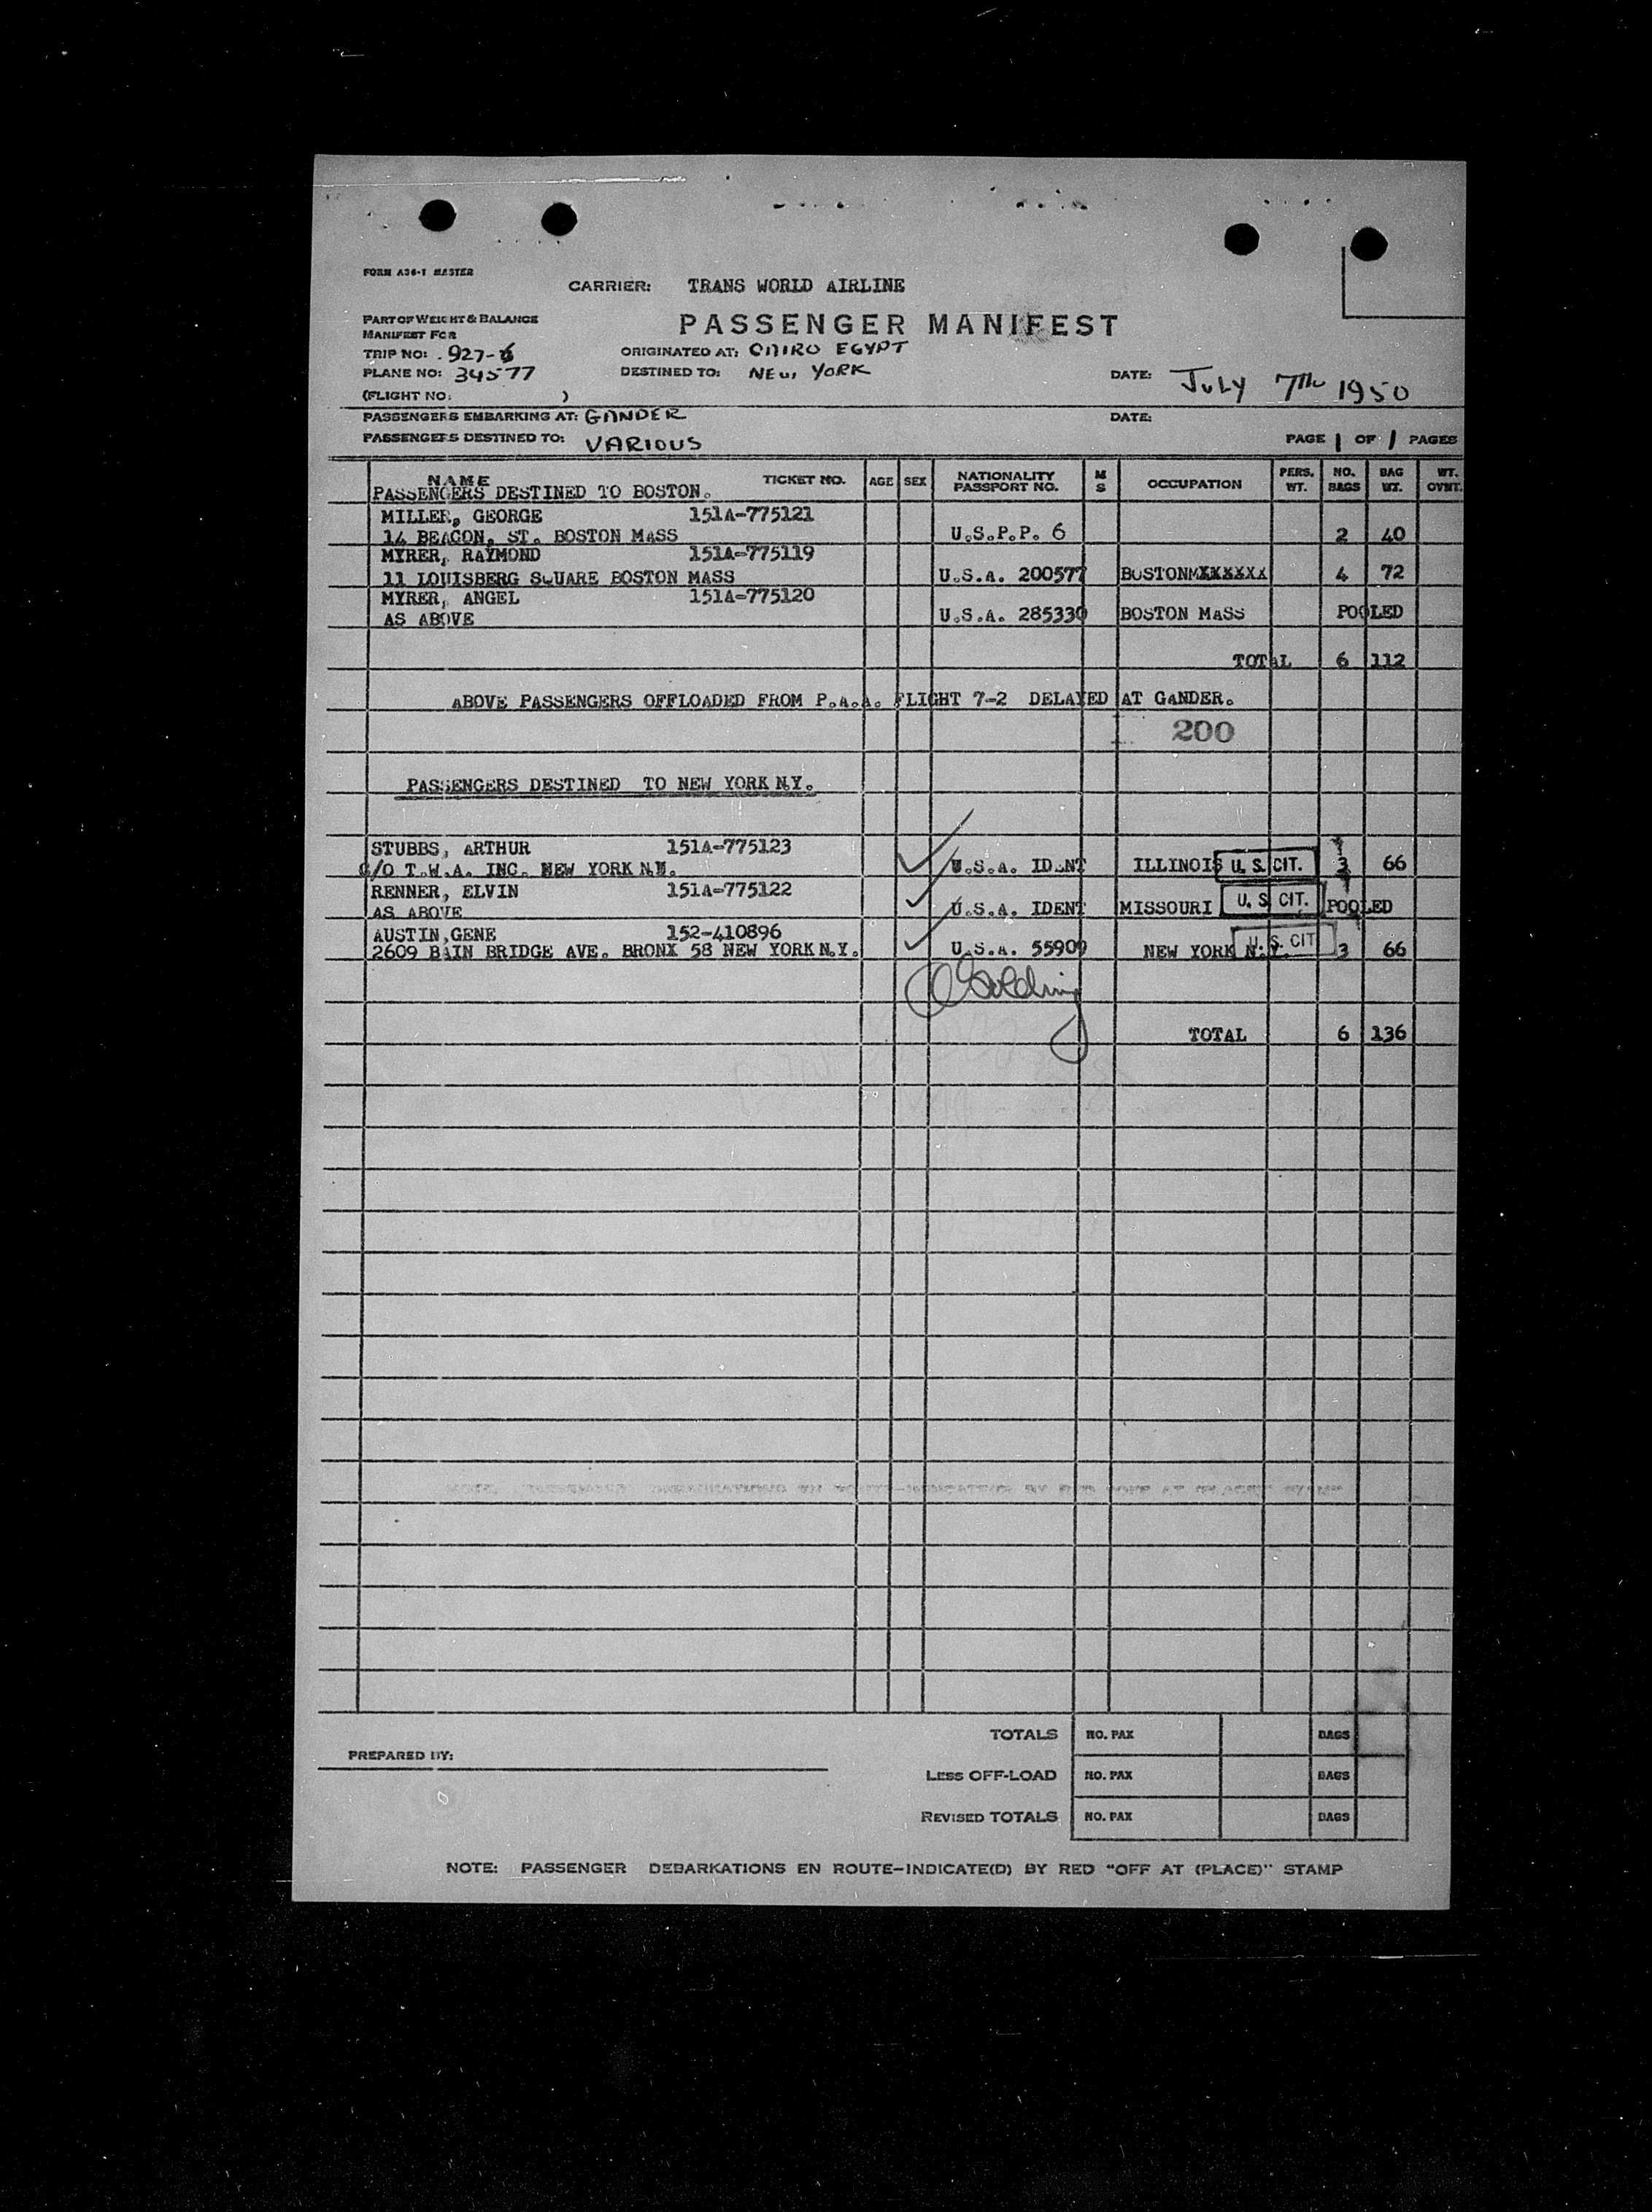 FORM A36-1 MASTER
CARRIER: TRANS WORLD AIRLINE
PART OF WEIGHT & BALANCE
MANIFEST FOR
PASSENGER MANIFEST
TRIP NO: 927-6
ORIGINATED AT: CAIRO EGYPT
PLANE NO: 34577
DESTINED TO: NEW YORK
DATE: JULY 7TH 1950
(FLIGHT NO: )
PASSENGERS EMBARKING AT: GANDER
DATE:
PASSENGERS DESTINED TO: VARIOUS
PAGE 1 OF 1 PAGES
NAME TICKET NO. AGE SEX NATIONALITY PASSPORT NO. M S OCCUPATION PERS. WT. NO. BAGS BAG WT. WT. OVNT.
PASSENGERS DESTINED TO BOSTON.
MILLER, GEORGE 151A-775121
14 BEACON, ST. BOSTON MASS U.S.P.P. 6 2 40
MYRER, RAYMOND 151A-775119
11 LOUISBERG SQUARE BOSTON MASS U.S.A. 200577 BOSTONMXXXXXX 4 72
MYRER, ANGEL 151A-775120
AS ABOVE U.S.A. 285330 BOSTON MASS POOLED
TOTAL 6 112
ABOVE PASSENGERS OFFLOADED FROM P.A.A. FLIGHT 7-2 DELAYED AT GANDER.
200
PASSENGERS DESTINED TO NEW YORK N.Y.
STUBBS, ARTHUR 151A-775123
C/O T.W.A. INC. NEW YORK N.Y. U.S.A. IDENT ILLINOIS U. S. CIT. 3 66
RENNER, ELVIN 151A-775122
AS ABOVE U.S.A. IDENT MISSOURI U. S. CIT. POOLED
AUSTIN,GENE 152-410896
2609 BAIN BRIDGE AVE. BRONX 58 NEW YORK N.Y. U.S.A. 55909 NEW YORK N.Y. U. S. CIT 3 66
Golding
TOTAL 6 136
TOTALS NO. PAX BAGS
PREPARED BY:
LESS OFF-LOAD NO. PAX BAGS
REVISED TOTALS NO. PAX BAGS
NOTE: PASSENGER DEBARKATIONS EN ROUTE—INDICATE(D) BY RED "OFF AT (PLACE)" STAMP